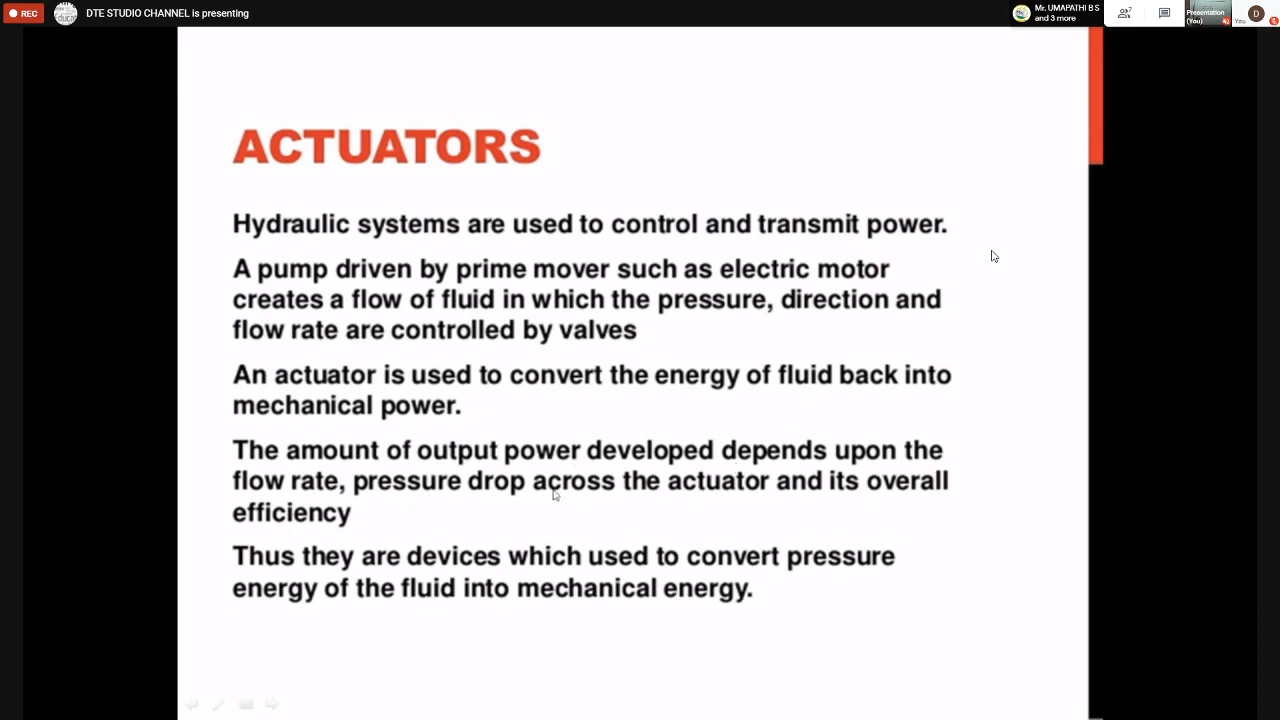 REC
DTE STUDIO CHANNEL is presenting
Mr. UMAPATHI B S
and 3 more
7
Presentation
(You)
You
D
ACTUATORS
Hydraulic systems are used to control and transmit power.
A pump driven by prime mover such as electric motor
creates a flow of fluid in which the pressure, direction and
flow rate are controlled by valves
An actuator is used to convert the energy of fluid back into
mechanical power.
The amount of output power developed depends upon the
flow rate, pressure drop across the actuator and its overall
efficiency
Thus they are devices which used to convert pressure
energy of the fluid into mechanical energy.